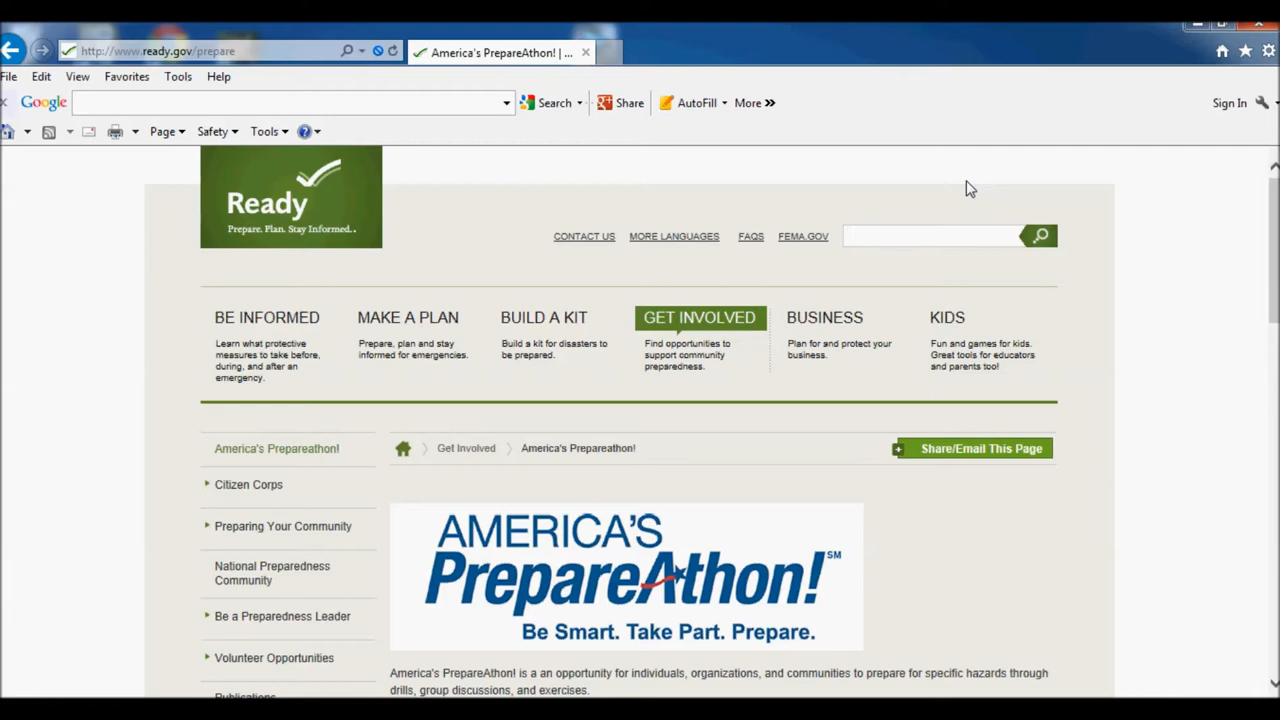 http://www.ready.gov/prepare
America's PrepareAthon! | ...
File Edit View Favorites Tools Help
Google Search Share AutoFill More » Sign In
Page Safety Tools
Ready
Prepare. Plan. Stay Informed.
CONTACT US MORE LANGUAGES FAQS FEMA.GOV
BE INFORMED MAKE A PLAN BUILD A KIT GET INVOLVED BUSINESS KIDS
Learn what protective Prepare, plan and stay Build a kit for disasters to Find opportunities to Plan for and protect your Fun and games for kids.
measures to take before, informed for emergencies. be prepared. support community business. Great tools for educators
during, and after an preparedness. and parents too!
emergency.
America's Prepareathon! Get Involved America's Prepareathon! Share/Email This Page
Citizen Corps
Preparing Your Community
National Preparedness
Community
Be a Preparedness Leader
Volunteer Opportunities
Publications
AMERICA'S
PrepareAthon! SM
Be Smart. Take Part. Prepare.
America's PrepareAthon! is a an opportunity for individuals, organizations, and communities to prepare for specific hazards through
drills, group discussions, and exercises.